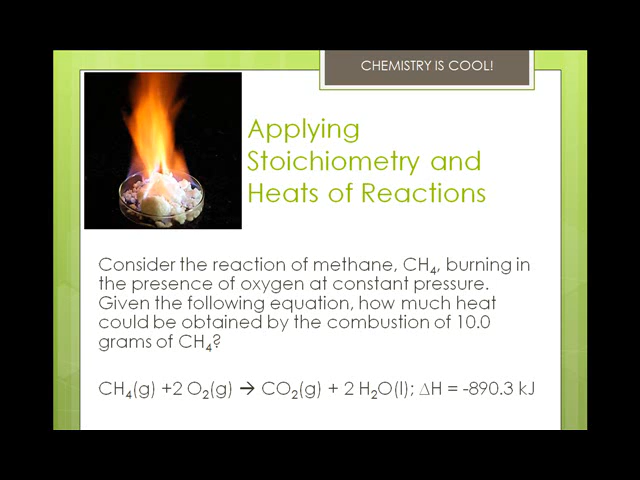 CHEMISTRY IS COOL!
Applying
Stoichiometry and
Heats of Reactions
Consider the reaction of methane, CH₄, burning in
the presence of oxygen at constant pressure.
Given the following equation, how much heat
could be obtained by the combustion of 10.0
grams of CH₄?
CH₄(g) +2 O₂(g) → CO₂(g) + 2 H₂O(l); ΔH = -890.3 kJ